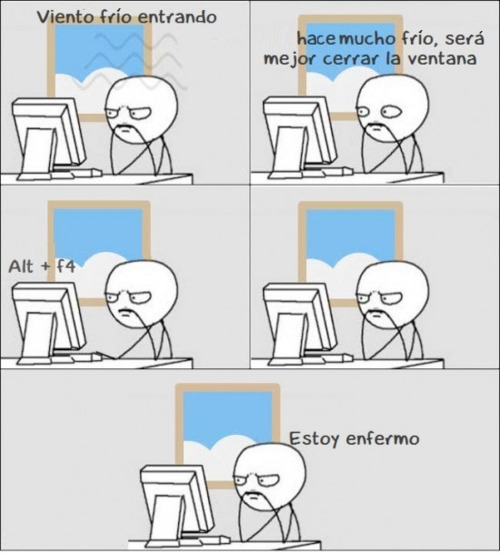 Viento frío entrando
hace mucho frío, será
mejor cerrar la ventana
Alt + f4
Estoy enfermo